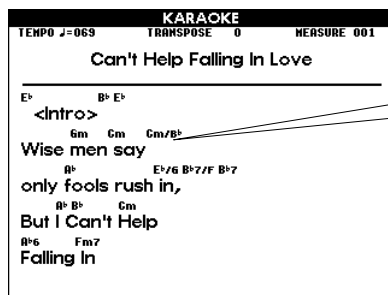 KARAOKE
TEMPO ♩=069 TRANSPOSE 0 MEASURE 001
Can't Help Falling In Love
E♭ B♭ E♭
<Intro>
Gm Cm Cm/B♭
Wise men say
A♭ E♭/G B♭7/F B♭7
only fools rush in,
A♭ B♭ Cm
But I Can't Help
A♭6 Fm7
Falling In